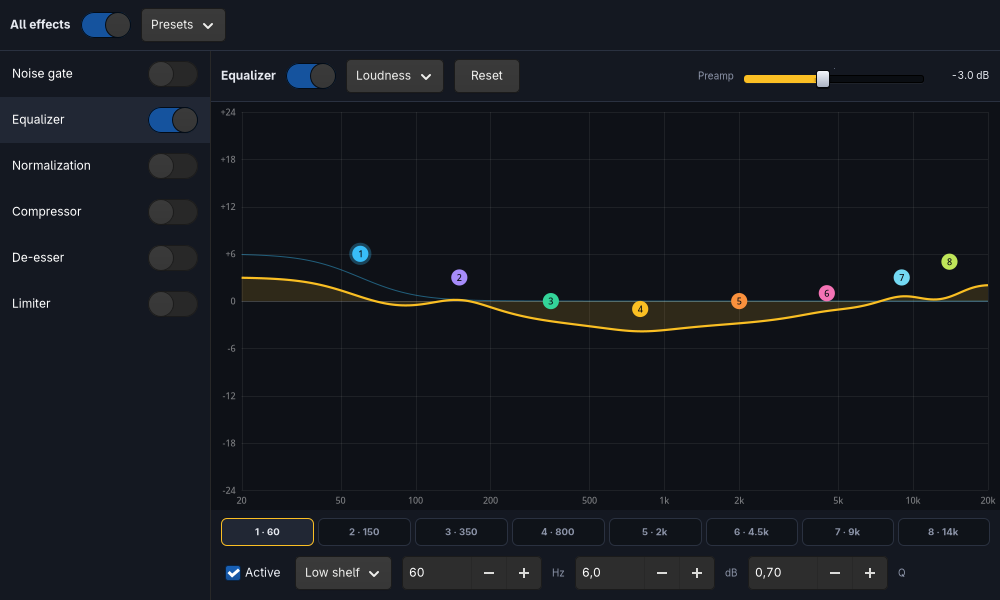 All effects Presets
Noise gate
Equalizer
Normalization
Compressor
De-esser
Limiter
Equalizer Loudness Reset Preamp -3.0 dB
+24
+18
+12
+6
0
-6
-12
-18
-24
1 2 3 4 5 6 7 8
20 50 100 200 500 1k 2k 5k 10k 20k
1 · 60 2 · 150 3 · 350 4 · 800 5 · 2k 6 · 4.5k 7 · 9k 8 · 14k
Active Low shelf 60 − + Hz 6,0 − + dB 0,70 − + Q